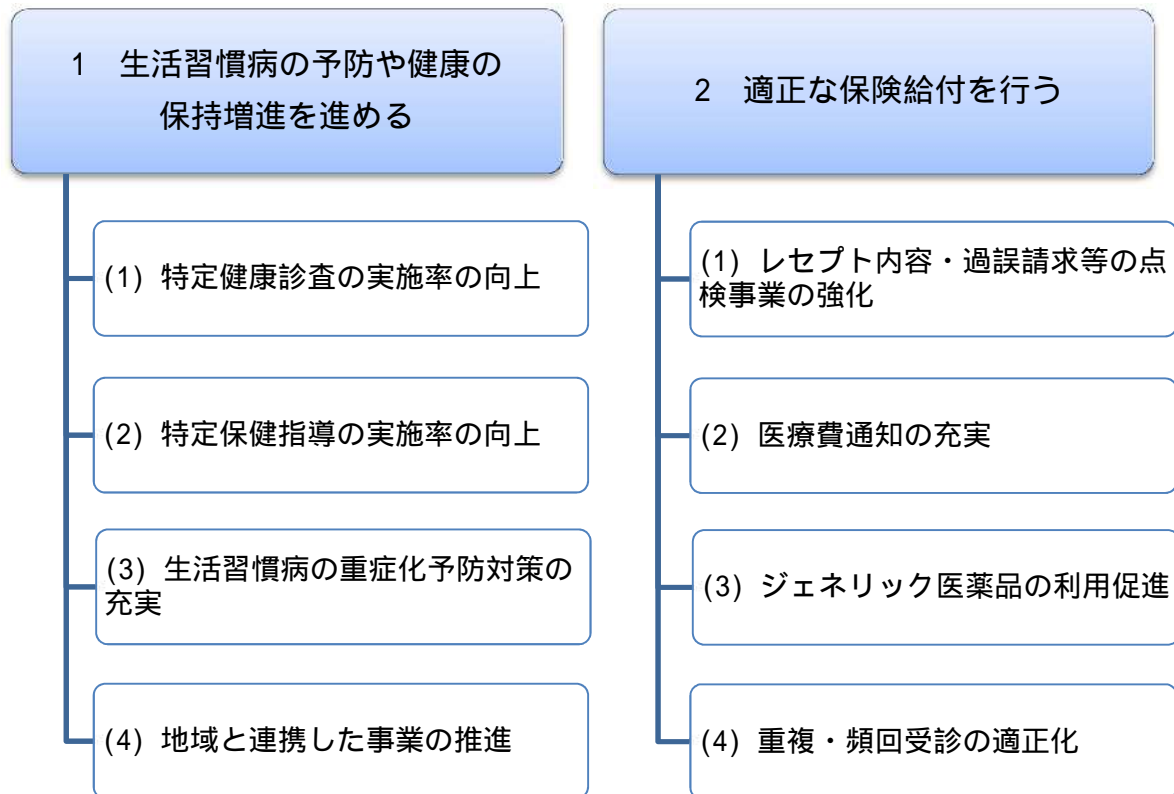 1 生活習慣病の予防や健康の
保持増進を進める
(1) 特定健康診査の実施率の向上
(2) 特定保健指導の実施率の向上
(3) 生活習慣病の重症化予防対策の
充実
(4) 地域と連携した事業の推進
2 適正な保険給付を行う
(1) レセプト内容・過誤請求等の点
検事業の強化
(2) 医療費通知の充実
(3) ジェネリック医薬品の利用促進
(4) 重複・頻回受診の適正化